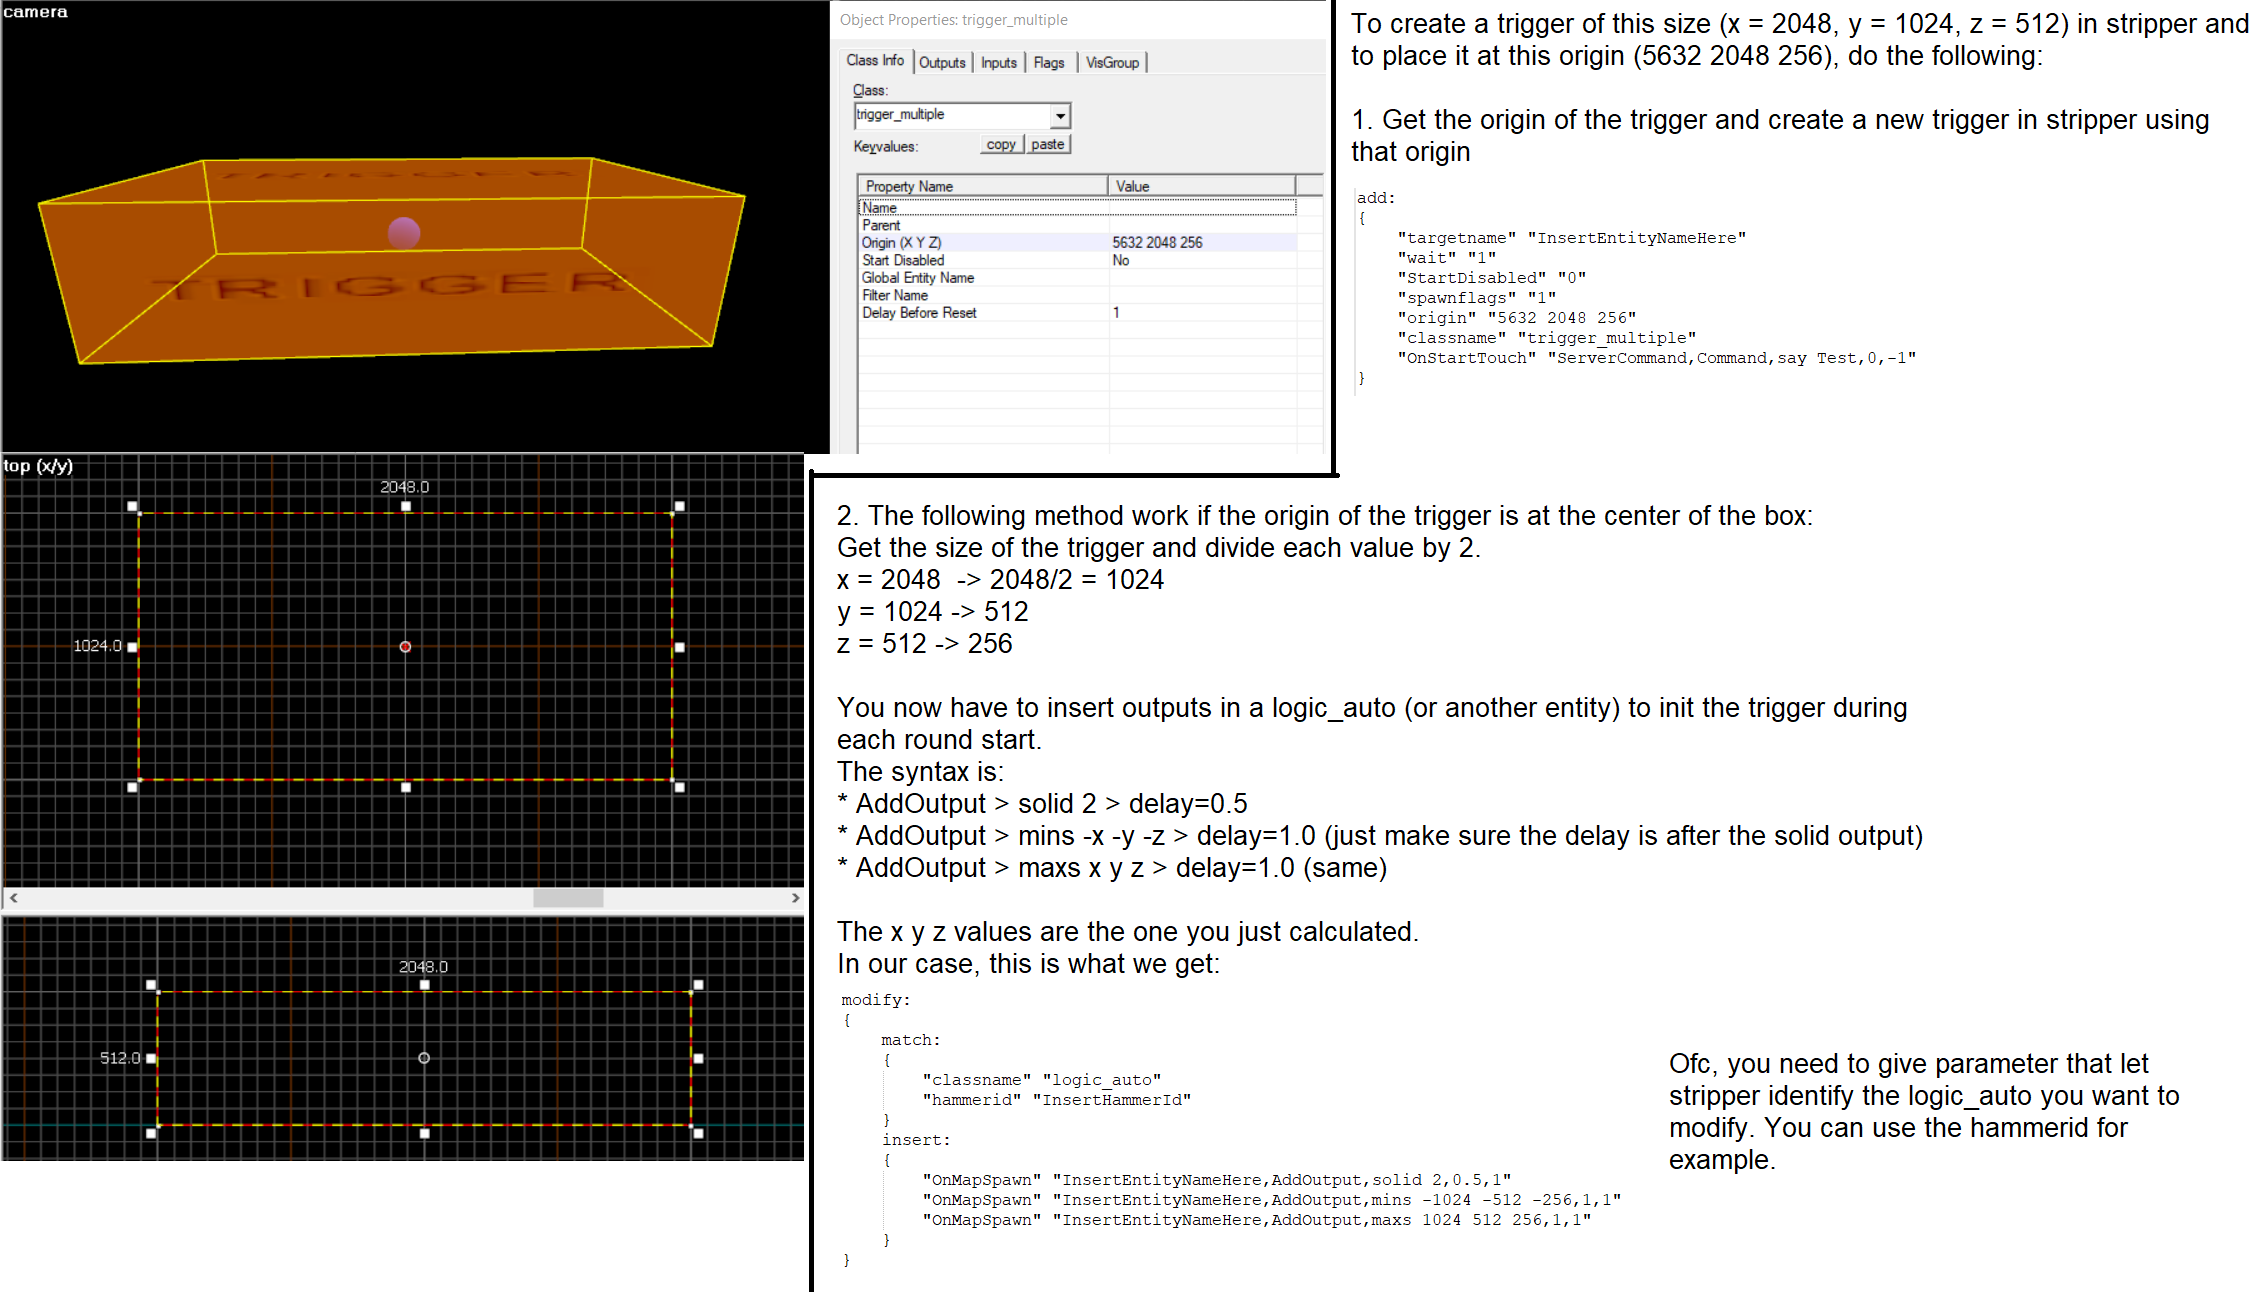 camera
TRIGGER
TRIGGER
Object Properties: trigger_multiple
Class Info Outputs Inputs Flags VisGroup
Class:
trigger_multiple
Keyvalues: copy paste
Property Name Value
Name
Parent
Origin (X Y Z) 5632 2048 256
Start Disabled No
Global Entity Name
Filter Name
Delay Before Reset 1
To create a trigger of this size (x = 2048, y = 1024, z = 512) in stripper and
to place it at this origin (5632 2048 256), do the following:
1. Get the origin of the trigger and create a new trigger in stripper using
that origin
add:
{
"targetname" "InsertEntityNameHere"
"wait" "1"
"StartDisabled" "0"
"spawnflags" "1"
"origin" "5632 2048 256"
"classname" "trigger_multiple"
"OnStartTouch" "ServerCommand,Command,say Test,0,-1"
}
top (x/y)
2048.0
1024.0
2048.0
512.0
2. The following method work if the origin of the trigger is at the center of the box:
Get the size of the trigger and divide each value by 2.
x = 2048 -> 2048/2 = 1024
y = 1024 -> 512
z = 512 -> 256
You now have to insert outputs in a logic_auto (or another entity) to init the trigger during
each round start.
The syntax is:
* AddOutput > solid 2 > delay=0.5
* AddOutput > mins -x -y -z > delay=1.0 (just make sure the delay is after the solid output)
* AddOutput > maxs x y z > delay=1.0 (same)
The x y z values are the one you just calculated.
In our case, this is what we get:
modify:
{
match:
{
"classname" "logic_auto"
"hammerid" "InsertHammerId"
}
insert:
{
"OnMapSpawn" "InsertEntityNameHere,AddOutput,solid 2,0.5,1"
"OnMapSpawn" "InsertEntityNameHere,AddOutput,mins -1024 -512 -256,1,1"
"OnMapSpawn" "InsertEntityNameHere,AddOutput,maxs 1024 512 256,1,1"
}
}
Ofc, you need to give parameter that let
stripper identify the logic_auto you want to
modify. You can use the hammerid for
example.